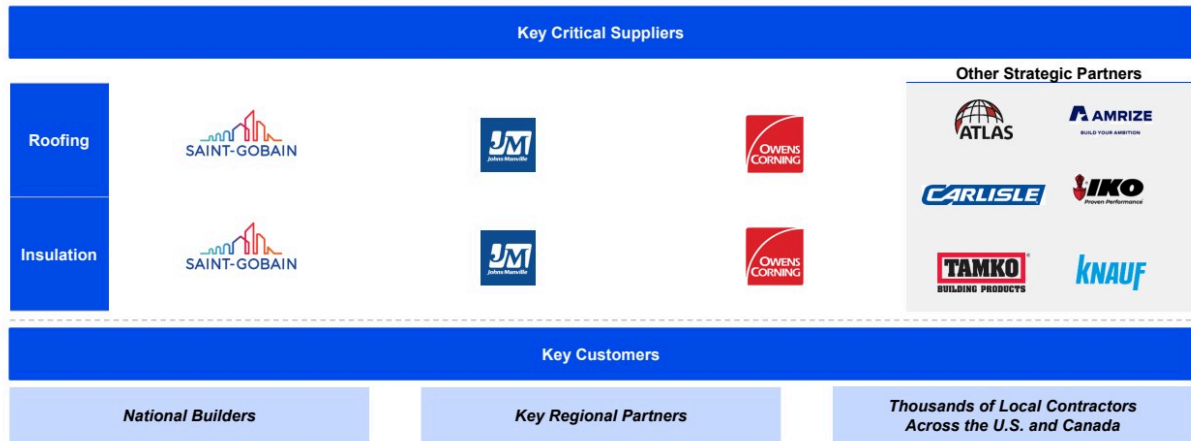 Key Critical Suppliers
Other Strategic Partners
Roofing
SAINT-GOBAIN
JM
Johns Manville
OWENS
CORNING
ATLAS
AMRIZE
BUILD YOUR AMBITION
CARLISLE
IKO
Proven Performance
Insulation
SAINT-GOBAIN
JM
Johns Manville
OWENS
CORNING
TAMKO®
BUILDING PRODUCTS
KNAUF
Key Customers
National Builders
Key Regional Partners
Thousands of Local Contractors
Across the U.S. and Canada